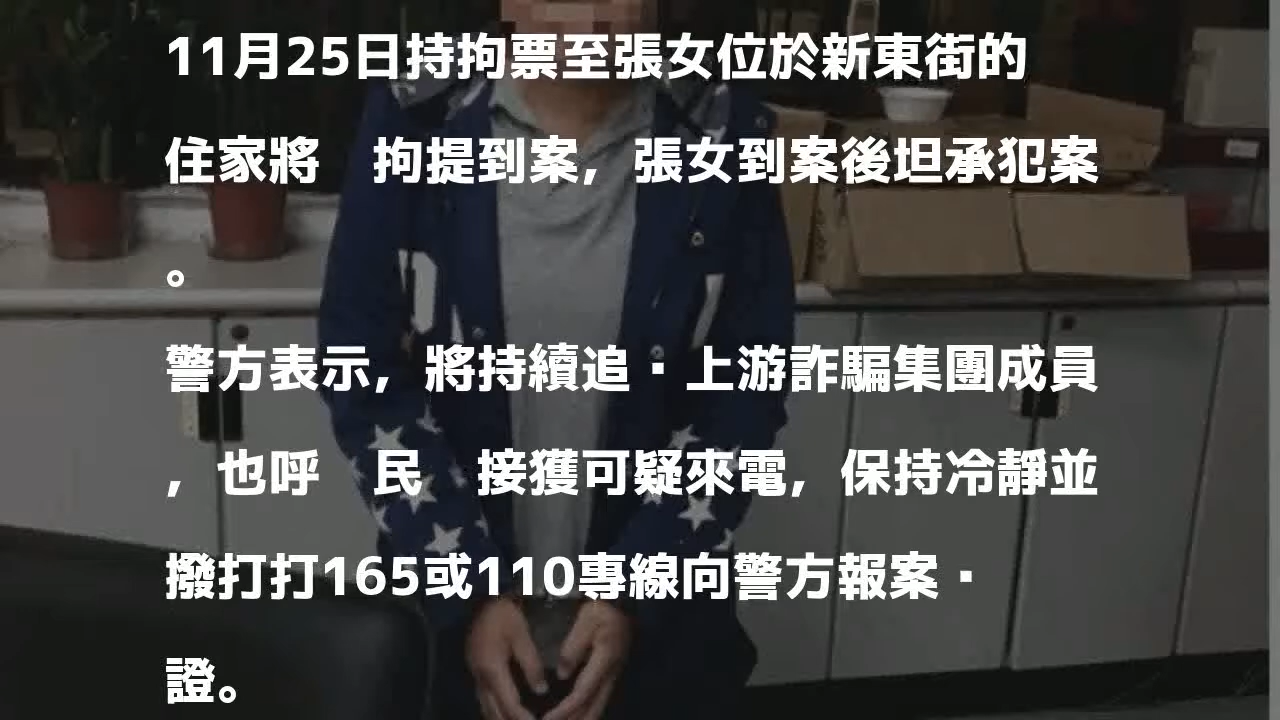 11月25日持拘票至張女位於新東街的
住家將 拘提到案，張女到案後坦承犯案
。
警方表示，將持續追▪上游詐騙集團成員
，也呼 民 接獲可疑來電，保持冷靜並
撥打打165或110專線向警方報案▪
證。